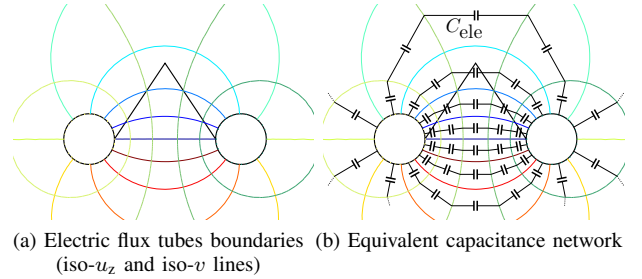 C_ele
(a) Electric flux tubes boundaries
(iso-u_z and iso-v lines)
(b) Equivalent capacitance network